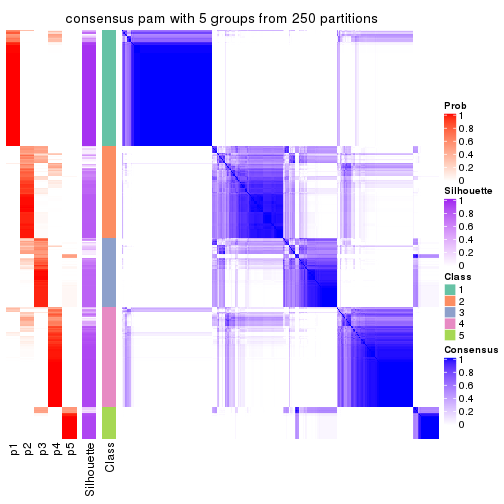 consensus pam with 5 groups from 250 partitions
Prob
1
0.8
0.6
0.4
0.2
0
Silhouette
1
0.8
0.6
0.4
0.2
0
Class
1
2
3
4
5
Consensus
1
0.8
0.6
0.4
0.2
0
p1
p2
p3
p4
p5
Silhouette
Class